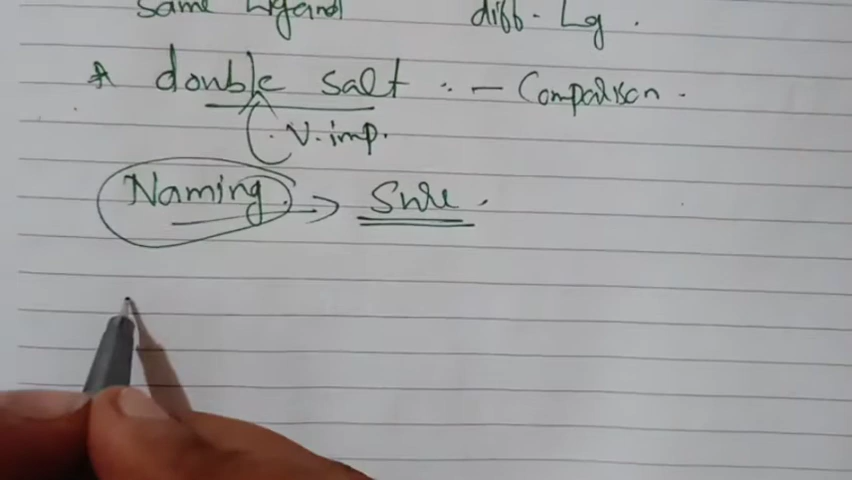 same Ligand diff. Lg.
* double salt :- Comparison.
V. imp.
Naming -> Sure.